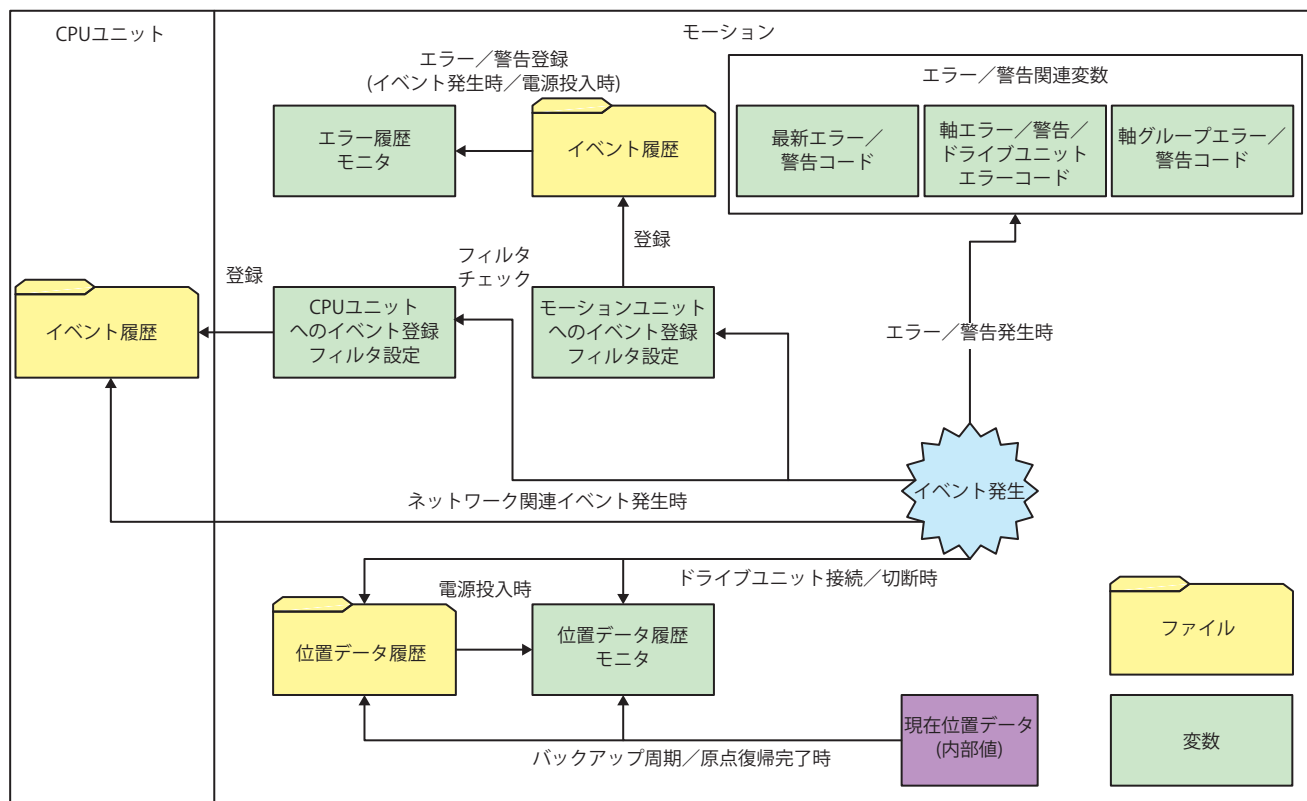 CPUユニット
モーション
エラー／警告登録
(イベント発生時／電源投入時)
エラー／警告関連変数
エラー履歴
モニタ
イベント履歴
最新エラー／
警告コード
軸エラー／警告／
ドライブユニット
エラーコード
軸グループエラー／
警告コード
登録
フィルタ
チェック
登録
イベント履歴
CPUユニット
へのイベント登録
フィルタ設定
モーションユニット
へのイベント登録
フィルタ設定
エラー／警告発生時
イベント発生
ネットワーク関連イベント発生時
ドライブユニット接続／切断時
電源投入時
位置データ履歴
位置データ履歴
モニタ
ファイル
現在位置データ
(内部値)
変数
バックアップ周期／原点復帰完了時